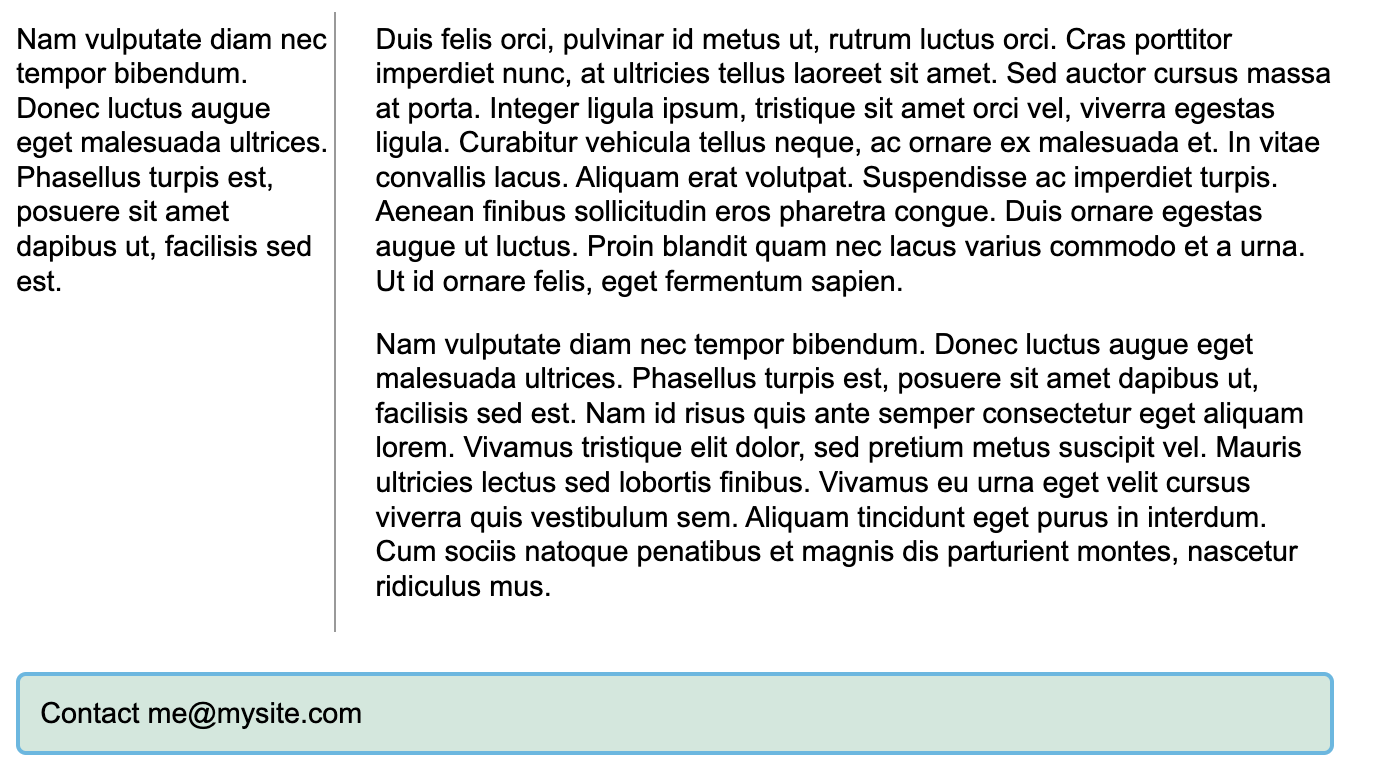 Nam vulputate diam nec
tempor bibendum.
Donec luctus augue
eget malesuada ultrices.
Phasellus turpis est,
posuere sit amet
dapibus ut, facilisis sed
est.
Duis felis orci, pulvinar id metus ut, rutrum luctus orci. Cras porttitor
imperdiet nunc, at ultricies tellus laoreet sit amet. Sed auctor cursus massa
at porta. Integer ligula ipsum, tristique sit amet orci vel, viverra egestas
ligula. Curabitur vehicula tellus neque, ac ornare ex malesuada et. In vitae
convallis lacus. Aliquam erat volutpat. Suspendisse ac imperdiet turpis.
Aenean finibus sollicitudin eros pharetra congue. Duis ornare egestas
augue ut luctus. Proin blandit quam nec lacus varius commodo et a urna.
Ut id ornare felis, eget fermentum sapien.
Nam vulputate diam nec tempor bibendum. Donec luctus augue eget
malesuada ultrices. Phasellus turpis est, posuere sit amet dapibus ut,
facilisis sed est. Nam id risus quis ante semper consectetur eget aliquam
lorem. Vivamus tristique elit dolor, sed pretium metus suscipit vel. Mauris
ultricies lectus sed lobortis finibus. Vivamus eu urna eget velit cursus
viverra quis vestibulum sem. Aliquam tincidunt eget purus in interdum.
Cum sociis natoque penatibus et magnis dis parturient montes, nascetur
ridiculus mus.
Contact me@mysite.com